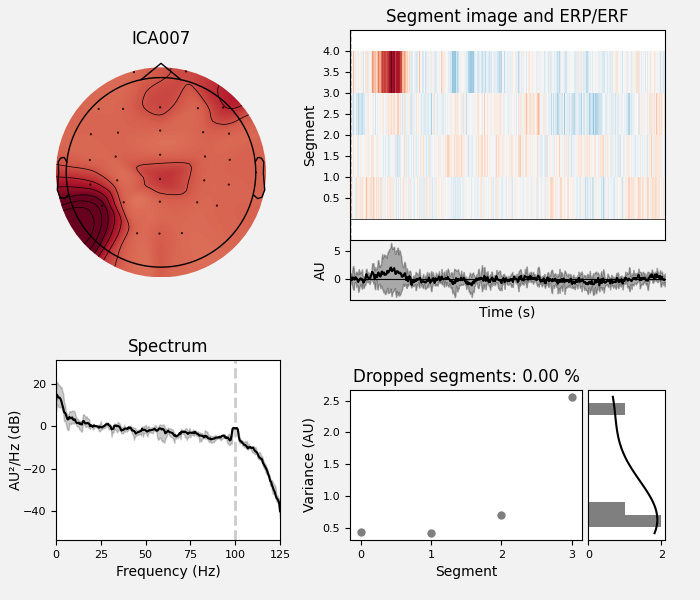 ICA007
Segment image and ERP/ERF
Segment
4.0
3.5
3.0
2.5
2.0
1.5
1.0
0.5
AU
5
0
Time (s)
Spectrum
AU²/Hz (dB)
20
0
−20
−40
0 25 50 75 100 125
Frequency (Hz)
Dropped segments: 0.00 %
Variance (AU)
2.5
2.0
1.5
1.0
0.5
0 1 2 3
Segment
0 2